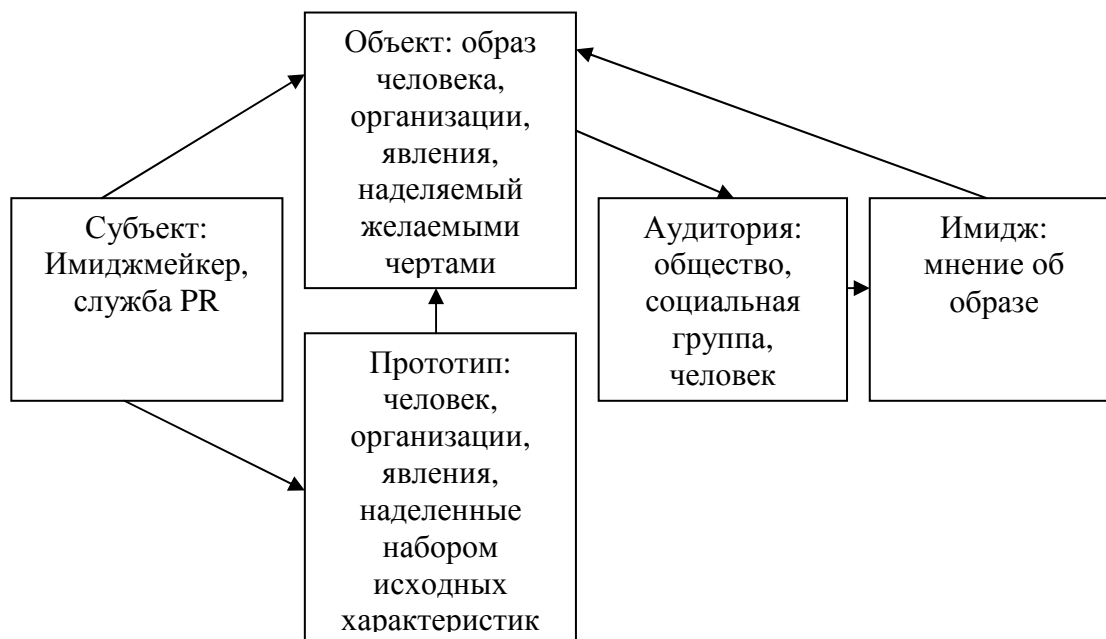 Объект: образ
человека,
организации,
явления,
наделяемый
желаемыми
чертами
Субъект:
Имиджмейкер,
служба PR
Аудитория:
общество,
социальная
группа,
человек
Имидж:
мнение об
образе
Прототип:
человек,
организации,
явления,
наделенные
набором
исходных
характеристик